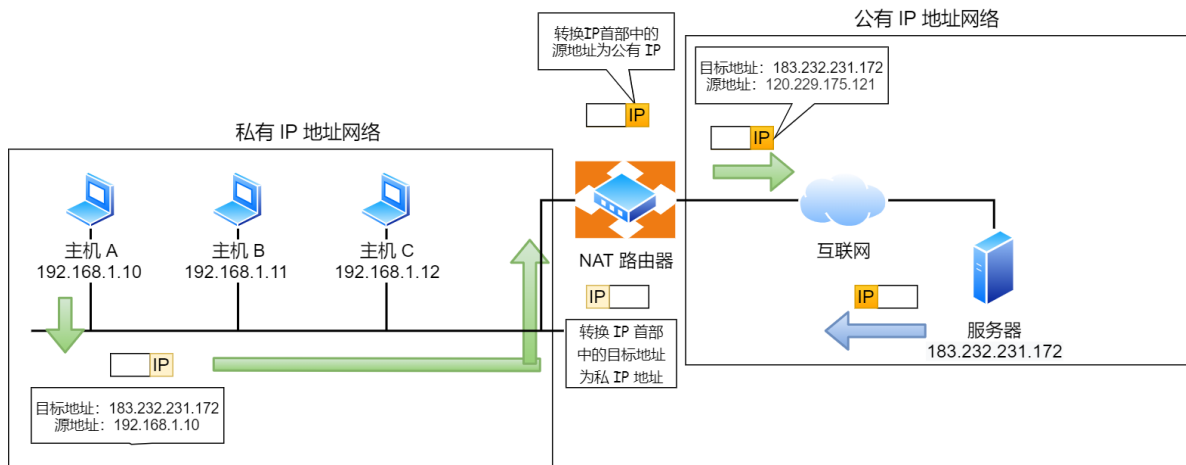 公有 IP 地址网络
转换IP首部中的
源地址为公有 IP
目标地址：183.232.231.172
源地址：120.229.175.121
IP
IP
私有 IP 地址网络
主机 A
192.168.1.10
主机 B
192.168.1.11
主机 C
192.168.1.12
NAT 路由器
互联网
IP
IP
服务器
183.232.231.172
转换 IP 首部
中的目标地址
为私 IP 地址
IP
目标地址：183.232.231.172
源地址：192.168.1.10